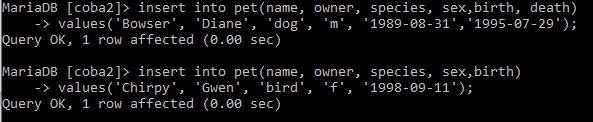 MariaDB [coba2]> insert into pet(name, owner, species, sex,birth, death)
    -> values('Bowser', 'Diane', 'dog', 'm', '1989-08-31','1995-07-29');
Query OK, 1 row affected (0.00 sec)

MariaDB [coba2]> insert into pet(name, owner, species, sex,birth)
    -> values('Chirpy', 'Gwen', 'bird', 'f', '1998-09-11');
Query OK, 1 row affected (0.00 sec)